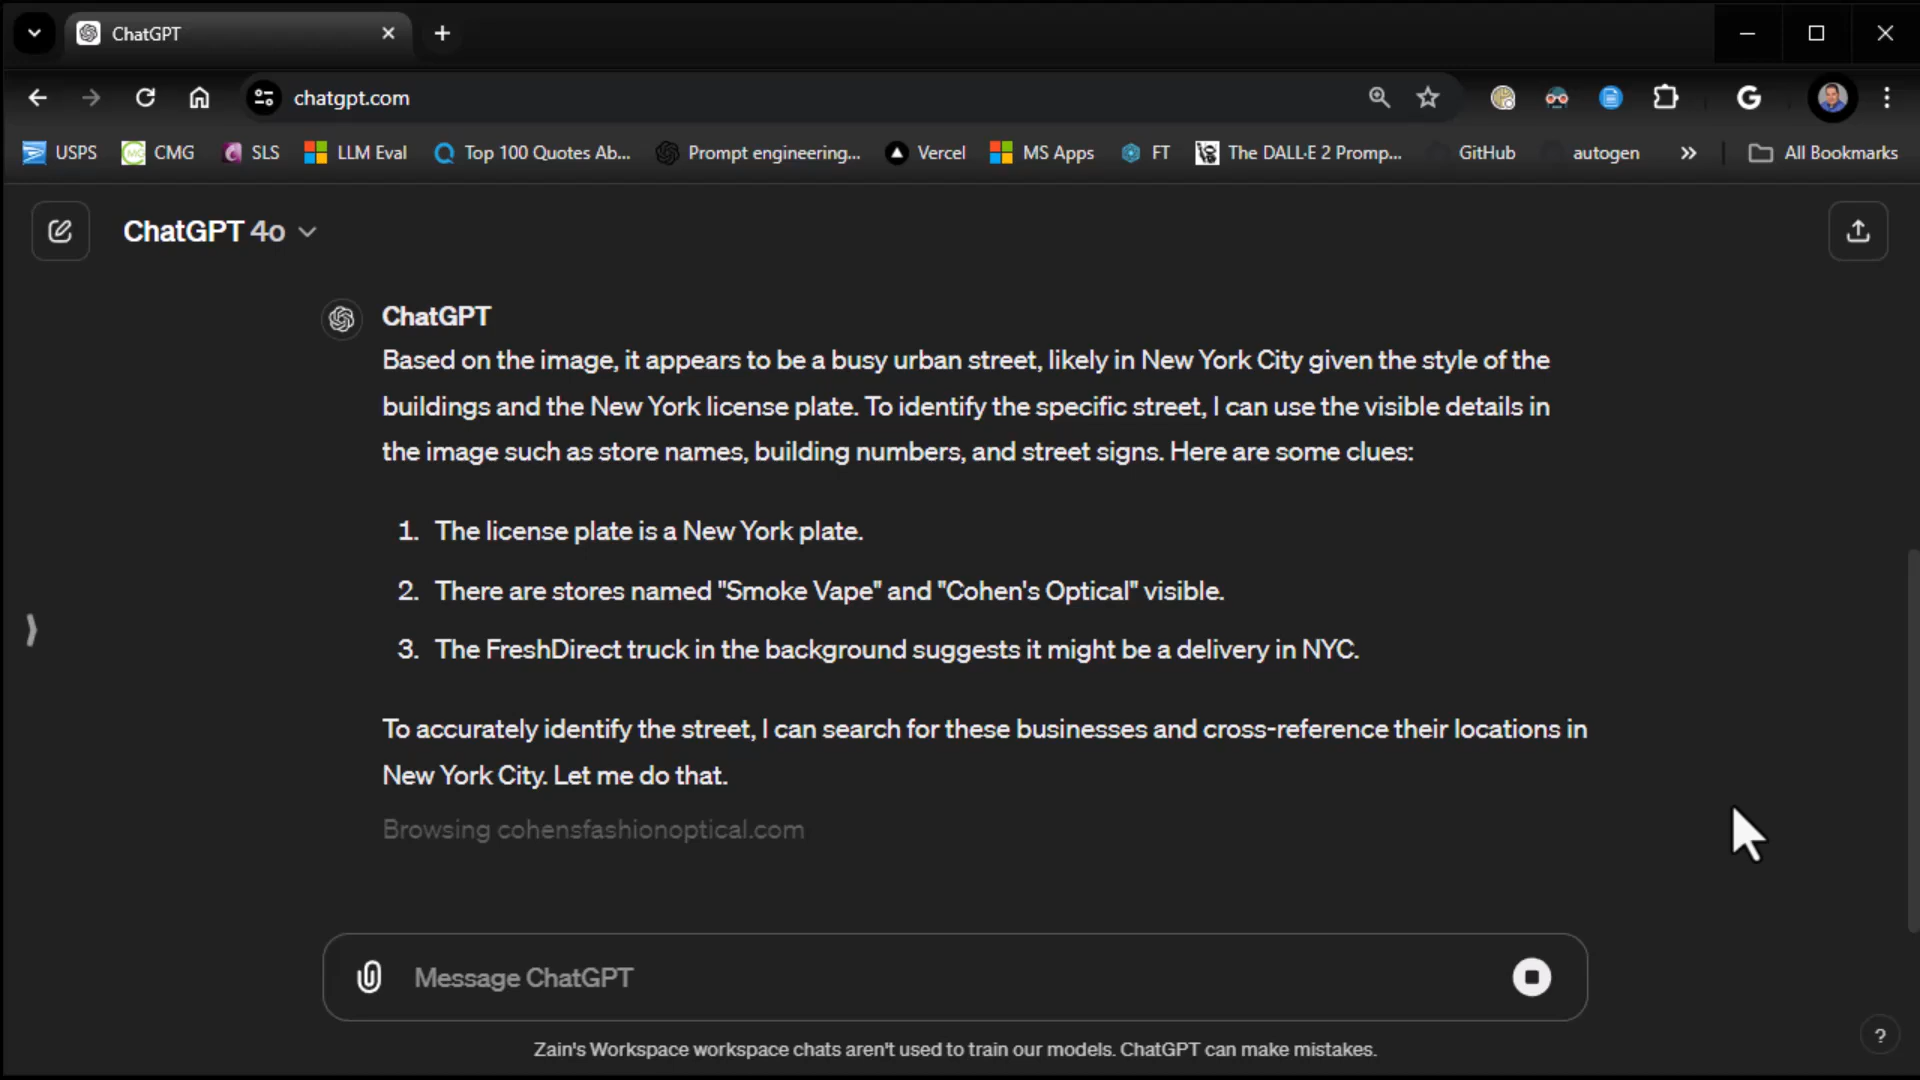 ChatGPT
chatgpt.com
USPS CMG SLS LLM Eval Top 100 Quotes Ab... Prompt engineering... Vercel MS Apps FT The DALL·E 2 Promp... GitHub autogen » All Bookmarks
ChatGPT 4o
ChatGPT
Based on the image, it appears to be a busy urban street, likely in New York City given the style of the
buildings and the New York license plate. To identify the specific street, I can use the visible details in
the image such as store names, building numbers, and street signs. Here are some clues:
1. The license plate is a New York plate.
2. There are stores named "Smoke Vape" and "Cohen's Optical" visible.
3. The FreshDirect truck in the background suggests it might be a delivery in NYC.
To accurately identify the street, I can search for these businesses and cross-reference their locations in
New York City. Let me do that.
Browsing cohensfashionoptical.com
Message ChatGPT
Zain's Workspace workspace chats aren't used to train our models. ChatGPT can make mistakes.
?